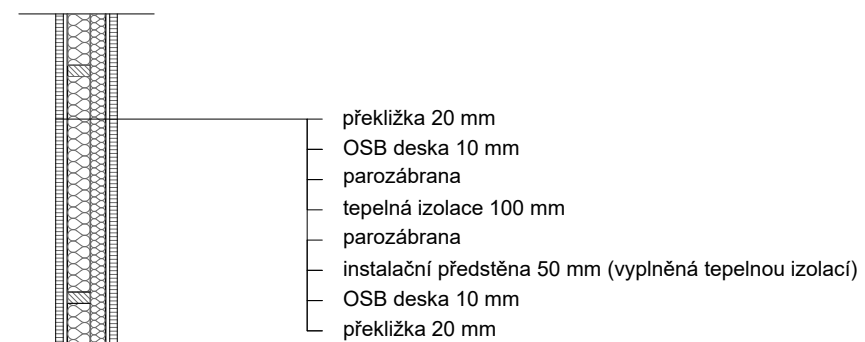 překližka 20 mm
OSB deska 10 mm
parozábrana
tepelná izolace 100 mm
parozábrana
instalační předstěna 50 mm (vyplněná tepelnou izolací)
OSB deska 10 mm
překližka 20 mm